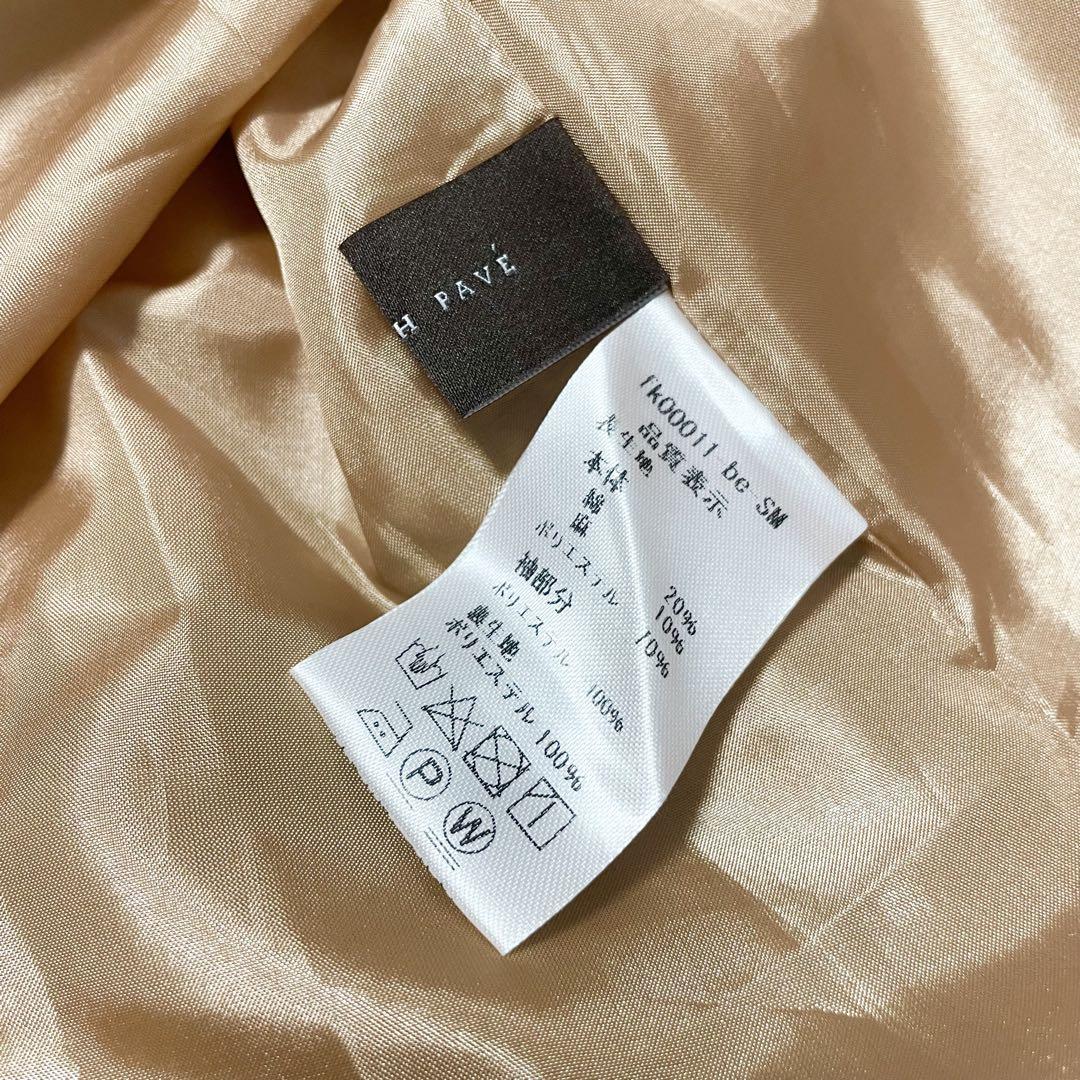 H PAVÉ
fk00011 be SM
品質表示
表生地
本体
綿 20%
麻 10%
ポリエステル 70%
袖部分
ポリエステル 100%
裏生地
ポリエステル 100%
P
W